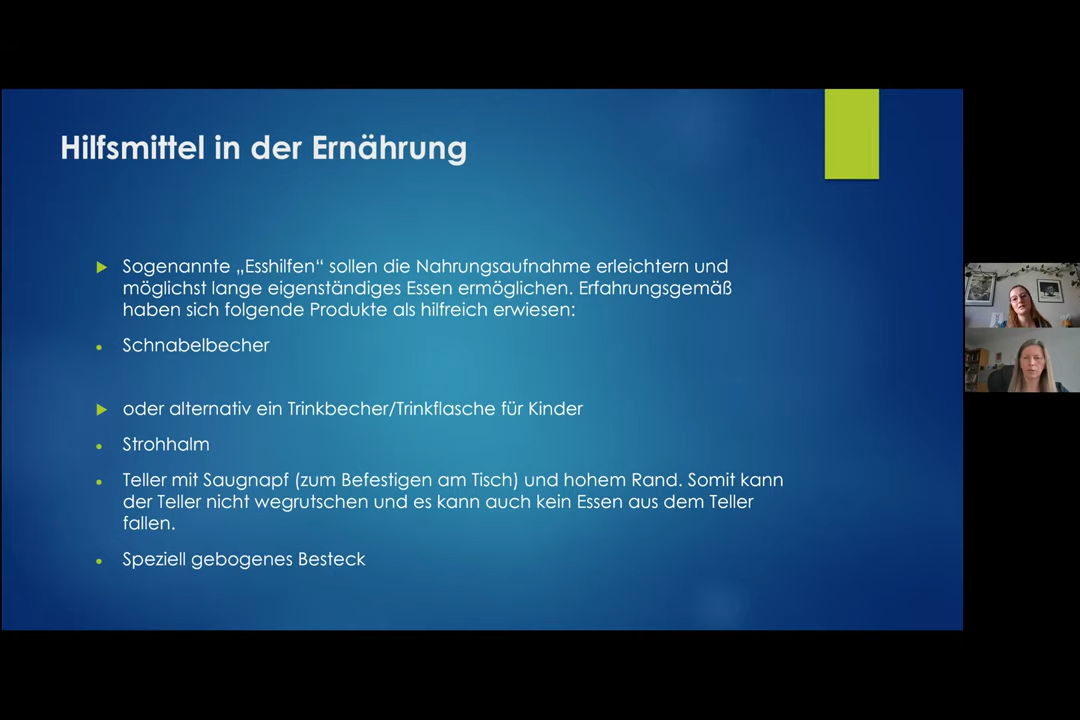 Hilfsmittel in der Ernährung
Sogenannte „Esshilfen“ sollen die Nahrungsaufnahme erleichtern und
möglichst lange eigenständiges Essen ermöglichen. Erfahrungsgemäß
haben sich folgende Produkte als hilfreich erwiesen:
Schnabelbecher
oder alternativ ein Trinkbecher/Trinkflasche für Kinder
Strohhalm
Teller mit Saugnapf (zum Befestigen am Tisch) und hohem Rand. Somit kann
der Teller nicht wegrutschen und es kann auch kein Essen aus dem Teller
fallen.
Speziell gebogenes Besteck